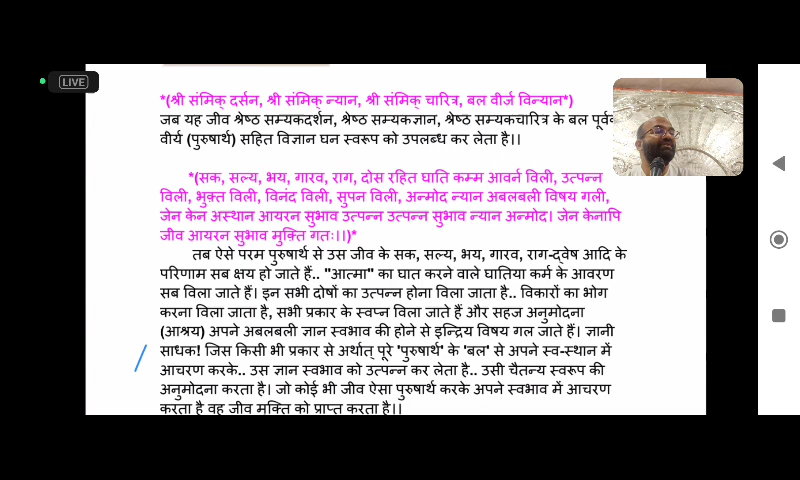 LIVE
*(श्री संमिक् दर्सन, श्री संमिक् न्यान, श्री संमिक् चारित्र, बल वीर्ज विन्यान*)
जब यह जीव श्रेष्ठ सम्यकदर्शन, श्रेष्ठ सम्यकज्ञान, श्रेष्ठ सम्यकचारित्र के बल
वीर्य (पुरुषार्थ) सहित विज्ञान घन स्वरूप को उपलब्ध कर लेता है।।
*(सक, सल्य, भय, गारव, राग, दोस रहित घाति कम्म आवर्न विली, उत्पन्न
विली, भुक्त विली, विनंद विली, सुपन विली, अन्मोद न्यान अबलबली विषय गली,
जेन केन अस्थान आयरन सुभाव उत्पन्न उत्पन्न सुभाव न्यान अन्मोद। जेन केनापि
जीव आयरन सुभाव मुक्ति गतः।।)*
तब ऐसे परम पुरुषार्थ से उस जीव के सक, सल्य, भय, गारव, राग-द्वेष आदि के
परिणाम सब क्षय हो जाते हैं.. "आत्मा" का घात करने वाले घातिया कर्म के आवरण
सब विला जाते हैं। इन सभी दोषों का उत्पन्न होना विला जाता है.. विकारों का भोग
करना विला जाता है, सभी प्रकार के स्वप्न विला जाते हैं और सहज अनुमोदना
(आश्रय) अपने अबलबली ज्ञान स्वभाव की होने से इन्द्रिय विषय गल जाते हैं। ज्ञानी
साधक! जिस किसी भी प्रकार से अर्थात् पूरे 'पुरुषार्थ' के 'बल' से अपने स्व-स्थान में
आचरण करके.. उस ज्ञान स्वभाव को उत्पन्न कर लेता है.. उसी चैतन्य स्वरूप की
अनुमोदना करता है। जो कोई भी जीव ऐसा पुरुषार्थ करके अपने स्वभाव में आचरण
करता है वह जीव मुक्ति को प्राप्त करता है।।